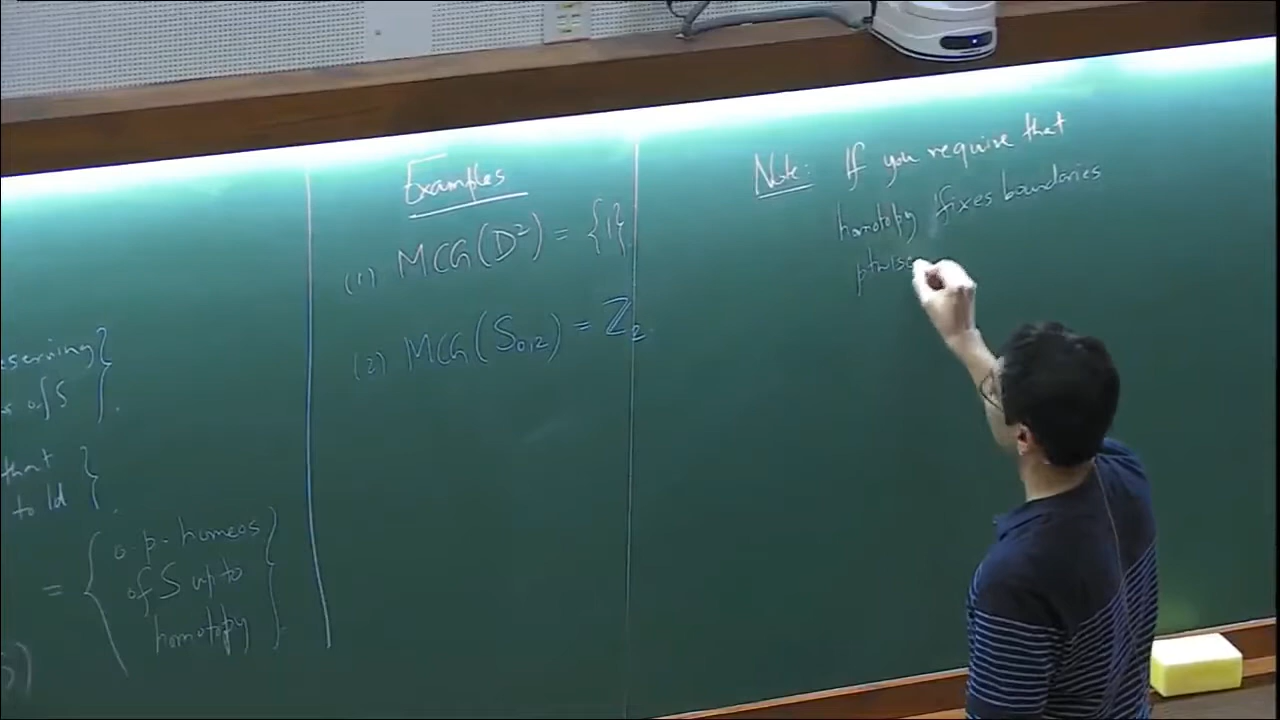 eserving }
s of S } .
that }
to Id } .
= { o.p. homeos }
of S up to
homotopy } .
Examples
(1) MCG(D²) = {1}.
(2) MCG(S₀,₂) = ℤ₂.
Note: If you require that
homotopy fixes boundaries
ptwise